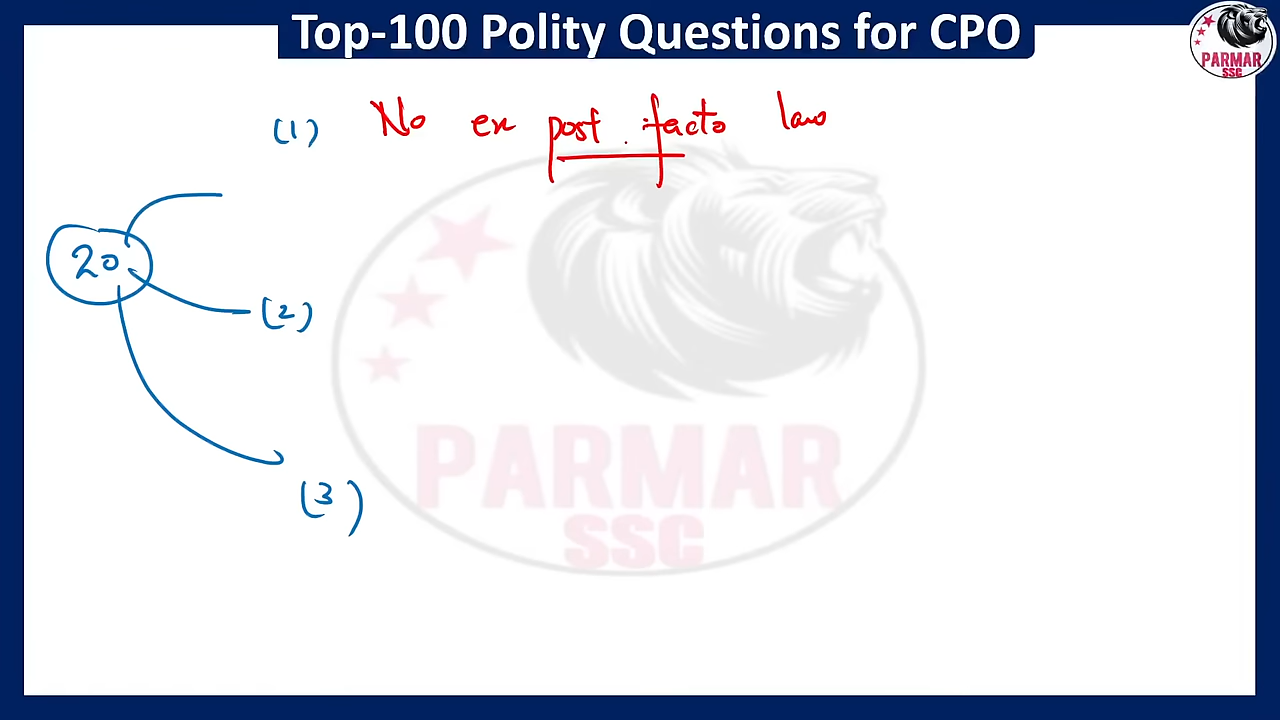 Top-100 Polity Questions for CPO
PARMAR
SSC
(1) No ex post facto law
20
(2)
(3)
PARMAR
SSC